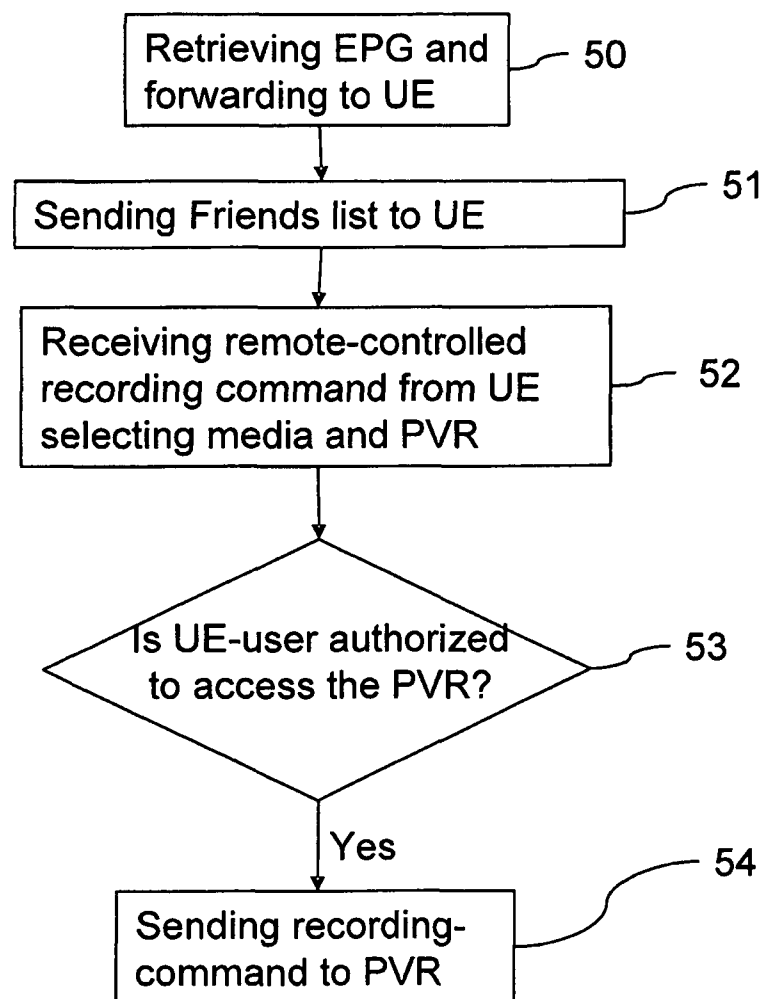 Retrieving EPG and
forwarding to UE
50
Sending Friends list to UE
51
Receiving remote-controlled
recording command from UE
selecting media and PVR
52
Is UE-user authorized
to access the PVR?
53
Yes
54
Sending recording-
command to PVR